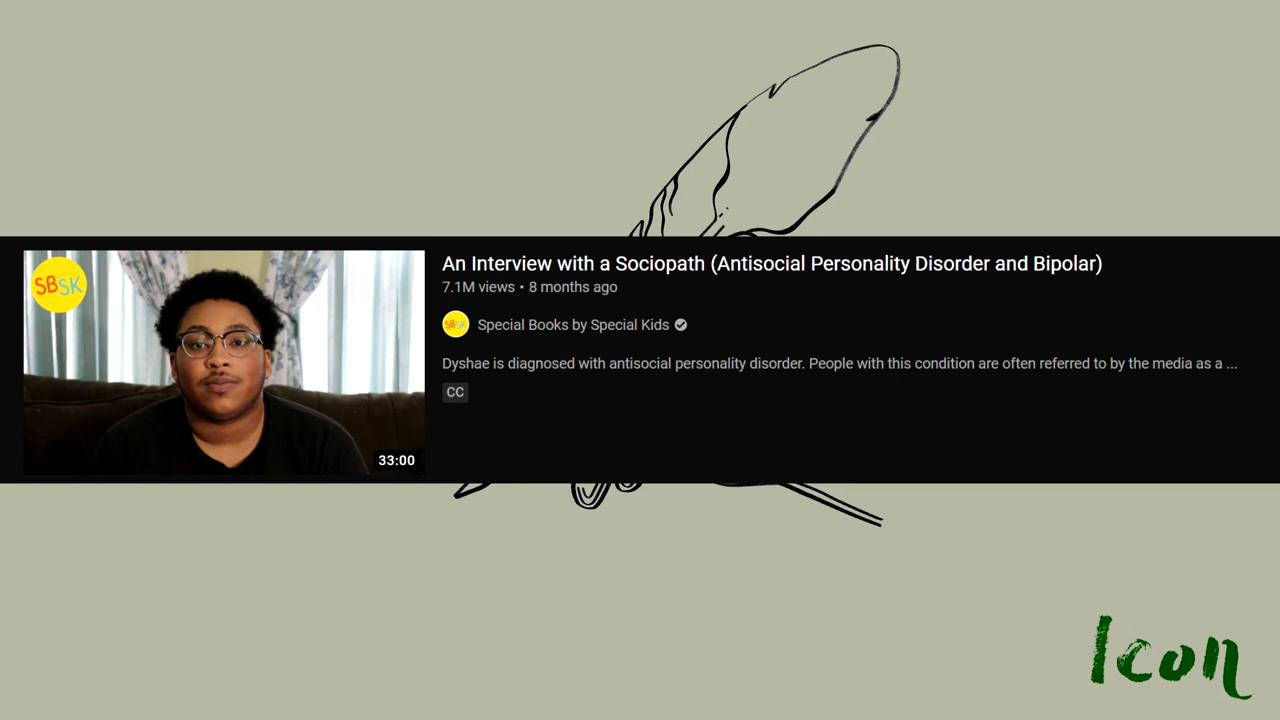 SBSK
An Interview with a Sociopath (Antisocial Personality Disorder and Bipolar)
7.1M views • 8 months ago
SBSK
Special Books by Special Kids
Dyshae is diagnosed with antisocial personality disorder. People with this condition are often referred to by the media as a ...
CC
33:00
Icon